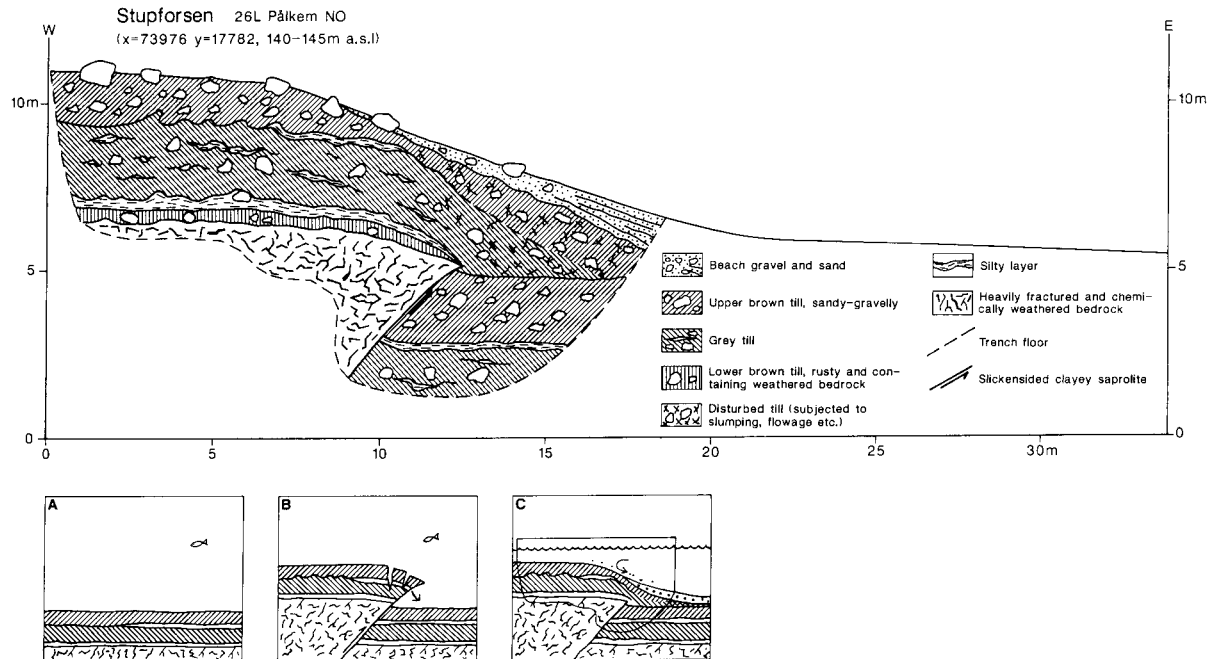 Stupforsen 26L Pålkem NO
(x=73976 y=17782, 140-145m a.s.l)
W
E
10m
10m
5
5
0
0
0
5
10
15
20
25
30m
Beach gravel and sand
Upper brown till, sandy-gravelly
Grey till
Lower brown till, rusty and con-
taining weathered bedrock
Disturbed till (subjected to
slumping, flowage etc.)
Silty layer
Heavily fractured and chemi-
cally weathered bedrock
Trench floor
Slickensided clayey saprolite
A
B
C